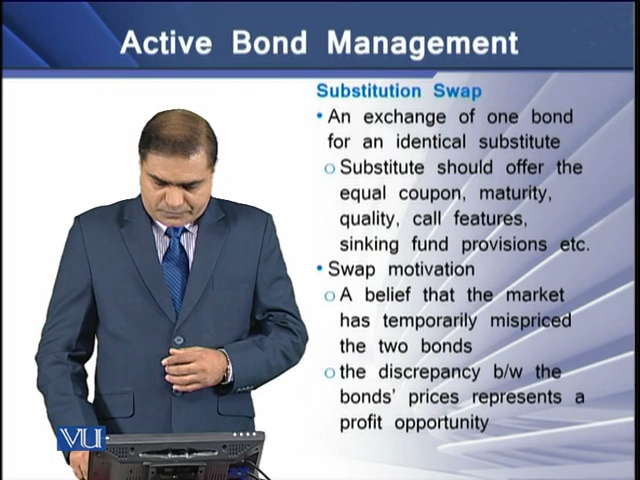 Active Bond Management
Substitution Swap
• An exchange of one bond
for an identical substitute
o Substitute should offer the
equal coupon, maturity,
quality, call features,
sinking fund provisions etc.
• Swap motivation
o A belief that the market
has temporarily mispriced
the two bonds
o the discrepancy b/w the
bonds' prices represents a
profit opportunity
VU